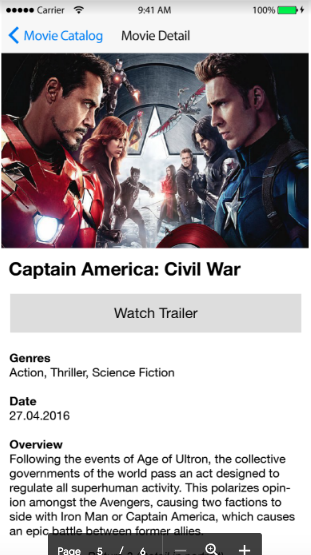 Carrier 9:41 AM 100%
Movie Catalog Movie Detail
Captain America: Civil War
Watch Trailer
Genres
Action, Thriller, Science Fiction
Date
27.04.2016
Overview
Following the events of Age of Ultron, the collective
governments of the world pass an act designed to
regulate all superhuman activity. This polarizes opin-
ion amongst the Avengers, causing two factions to
side with Iron Man or Captain America, which causes
an epic battle between former allies.
Page 5 / 6